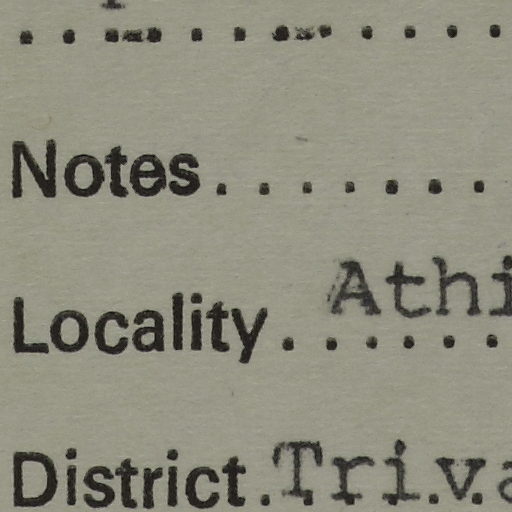 Notes........
Locality...... Athi
District.Triva